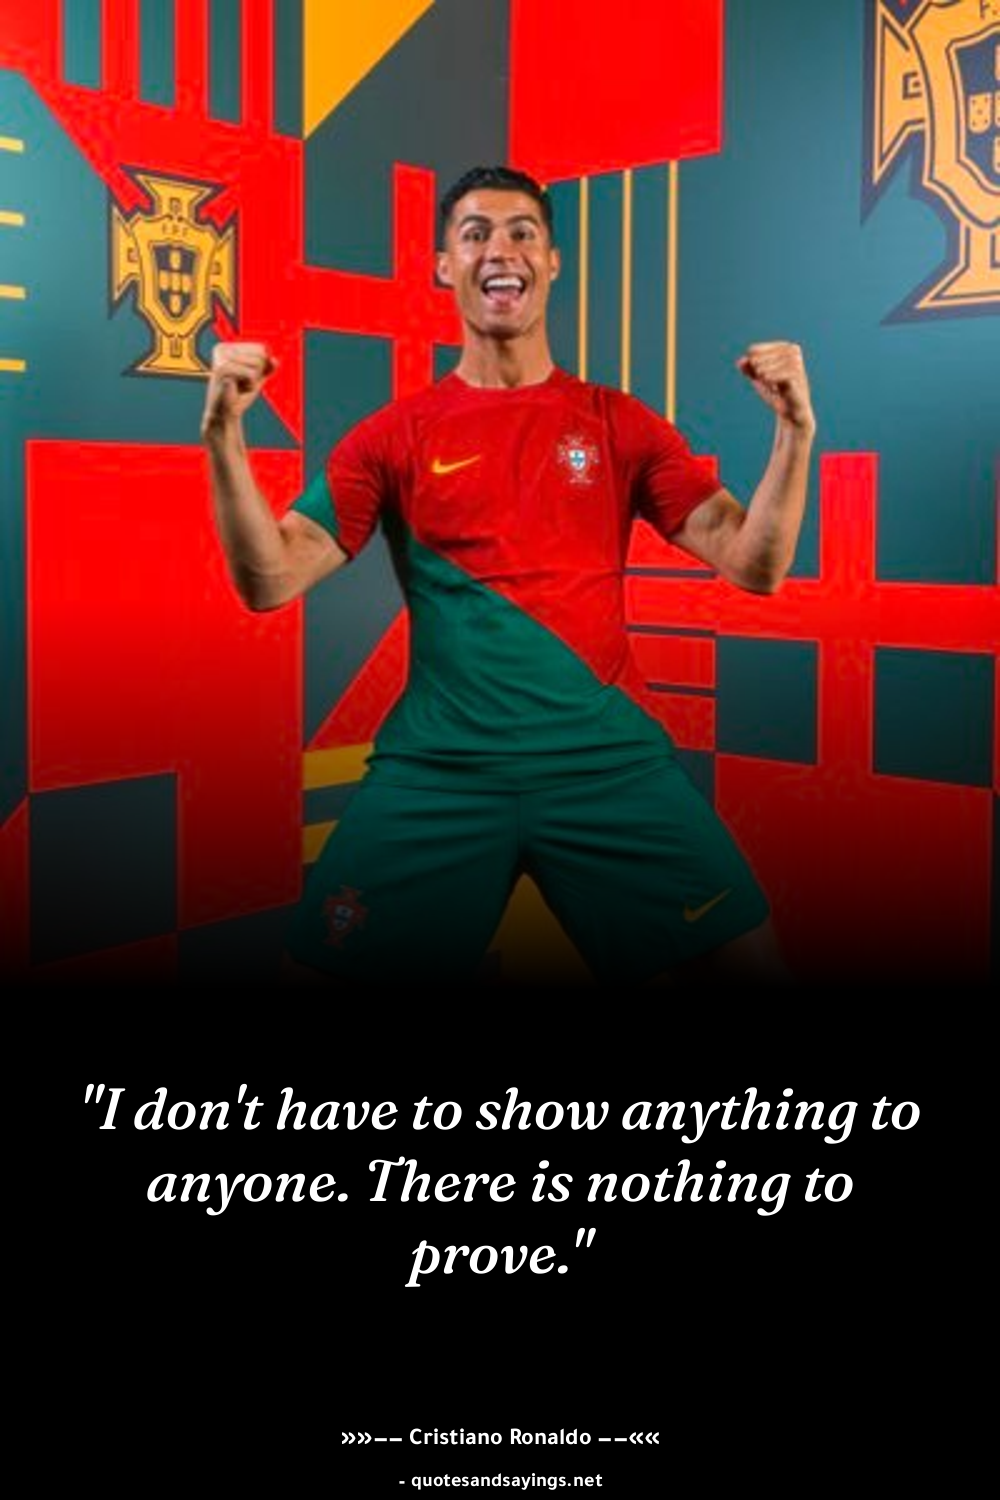 "I don't have to show anything to
anyone. There is nothing to
prove."
»»–– Cristiano Ronaldo ––««
- quotesandsayings.net